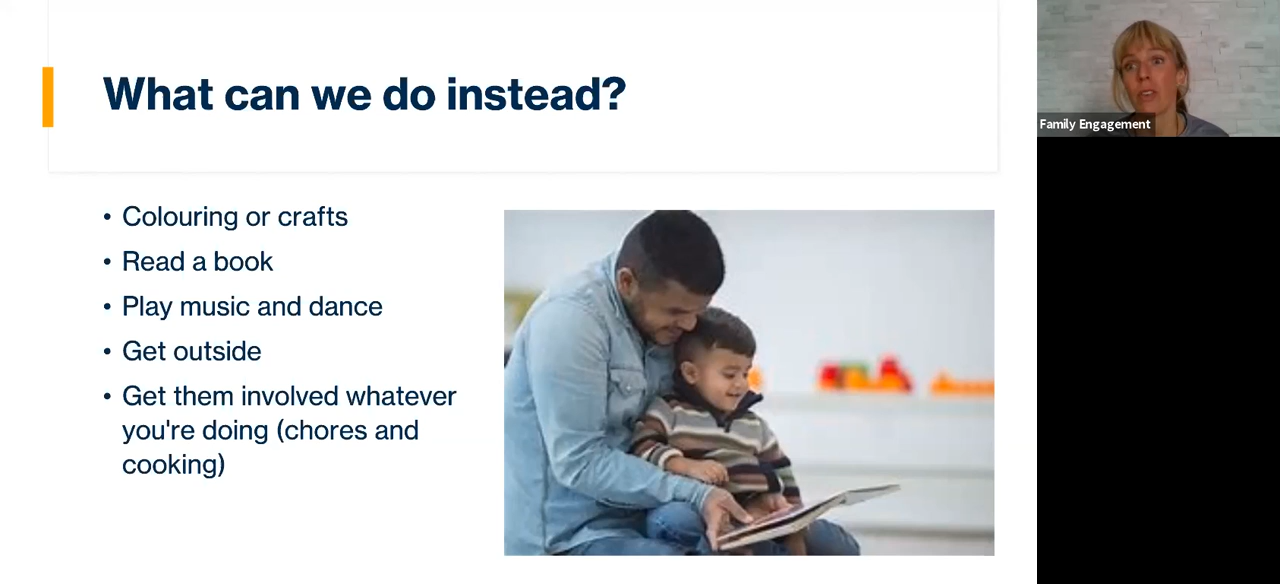 What can we do instead?
• Colouring or crafts
• Read a book
• Play music and dance
• Get outside
• Get them involved whatever
you're doing (chores and
cooking)
Family Engagement